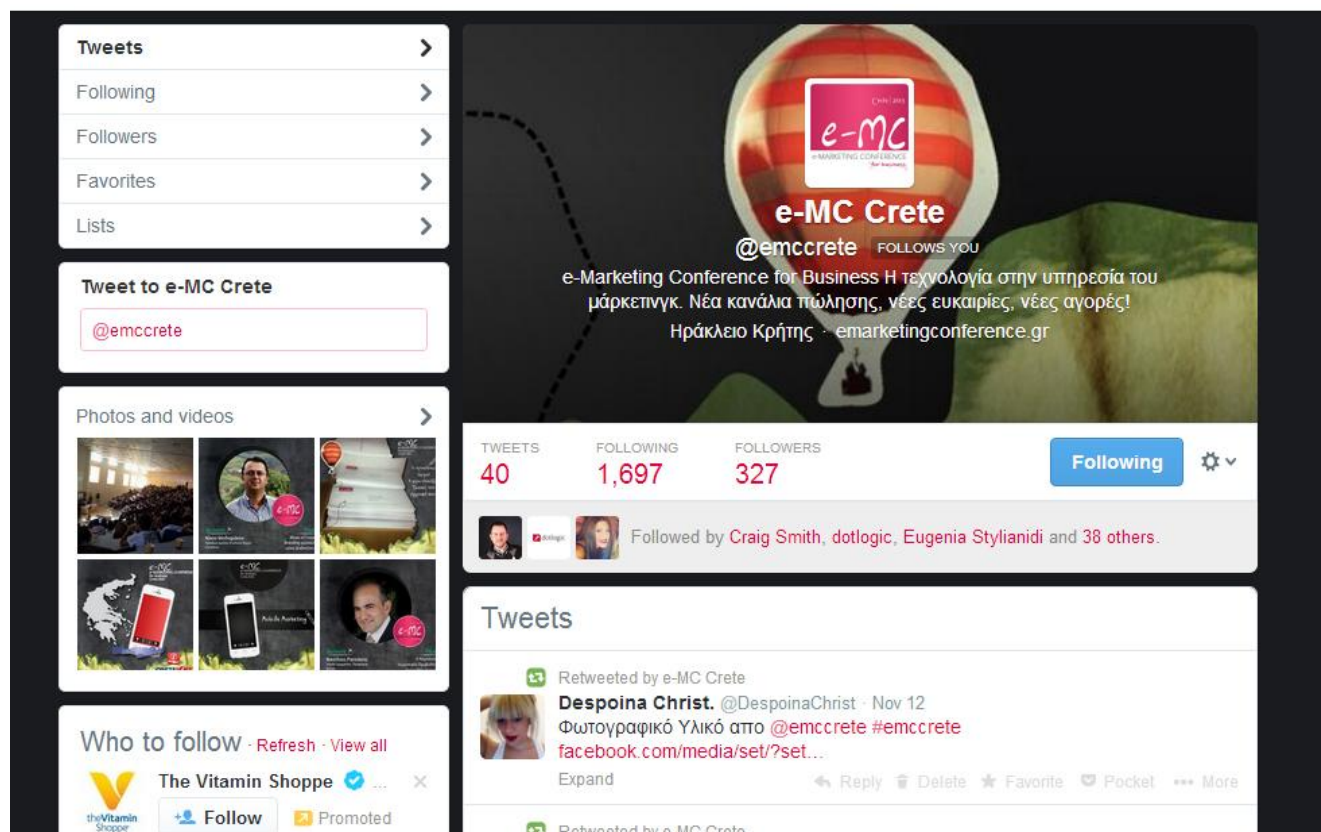 Tweets
Following
Followers
Favorites
Lists
Tweet to e-MC Crete
@emccrete
Photos and videos
Who to follow · Refresh · View all
The Vitamin Shoppe ...
theVitamin
Shoppe
Follow
Promoted
e-MC
e-MARKETING CONFERENCE
for business
e-MC Crete
@emccrete FOLLOWS YOU
e-Marketing Conference for Business Η τεχνολογία στην υπηρεσία του
μάρκετινγκ. Νέα κανάλια πώλησης, νέες ευκαιρίες, νέες αγορές!
Ηράκλειο Κρήτης · emarketingconference.gr
TWEETS FOLLOWING FOLLOWERS
40 1,697 327
Following
dotlogic
Followed by Craig Smith, dotlogic, Eugenia Stylianidi and 38 others.
Tweets
Retweeted by e-MC Crete
Despoina Christ. @DespoinaChrist · Nov 12
Φωτογραφικό Υλικό απο @emccrete #emccrete
facebook.com/media/set/?set…
Expand Reply Delete Favorite Pocket More
Retweeted by e-MC Crete